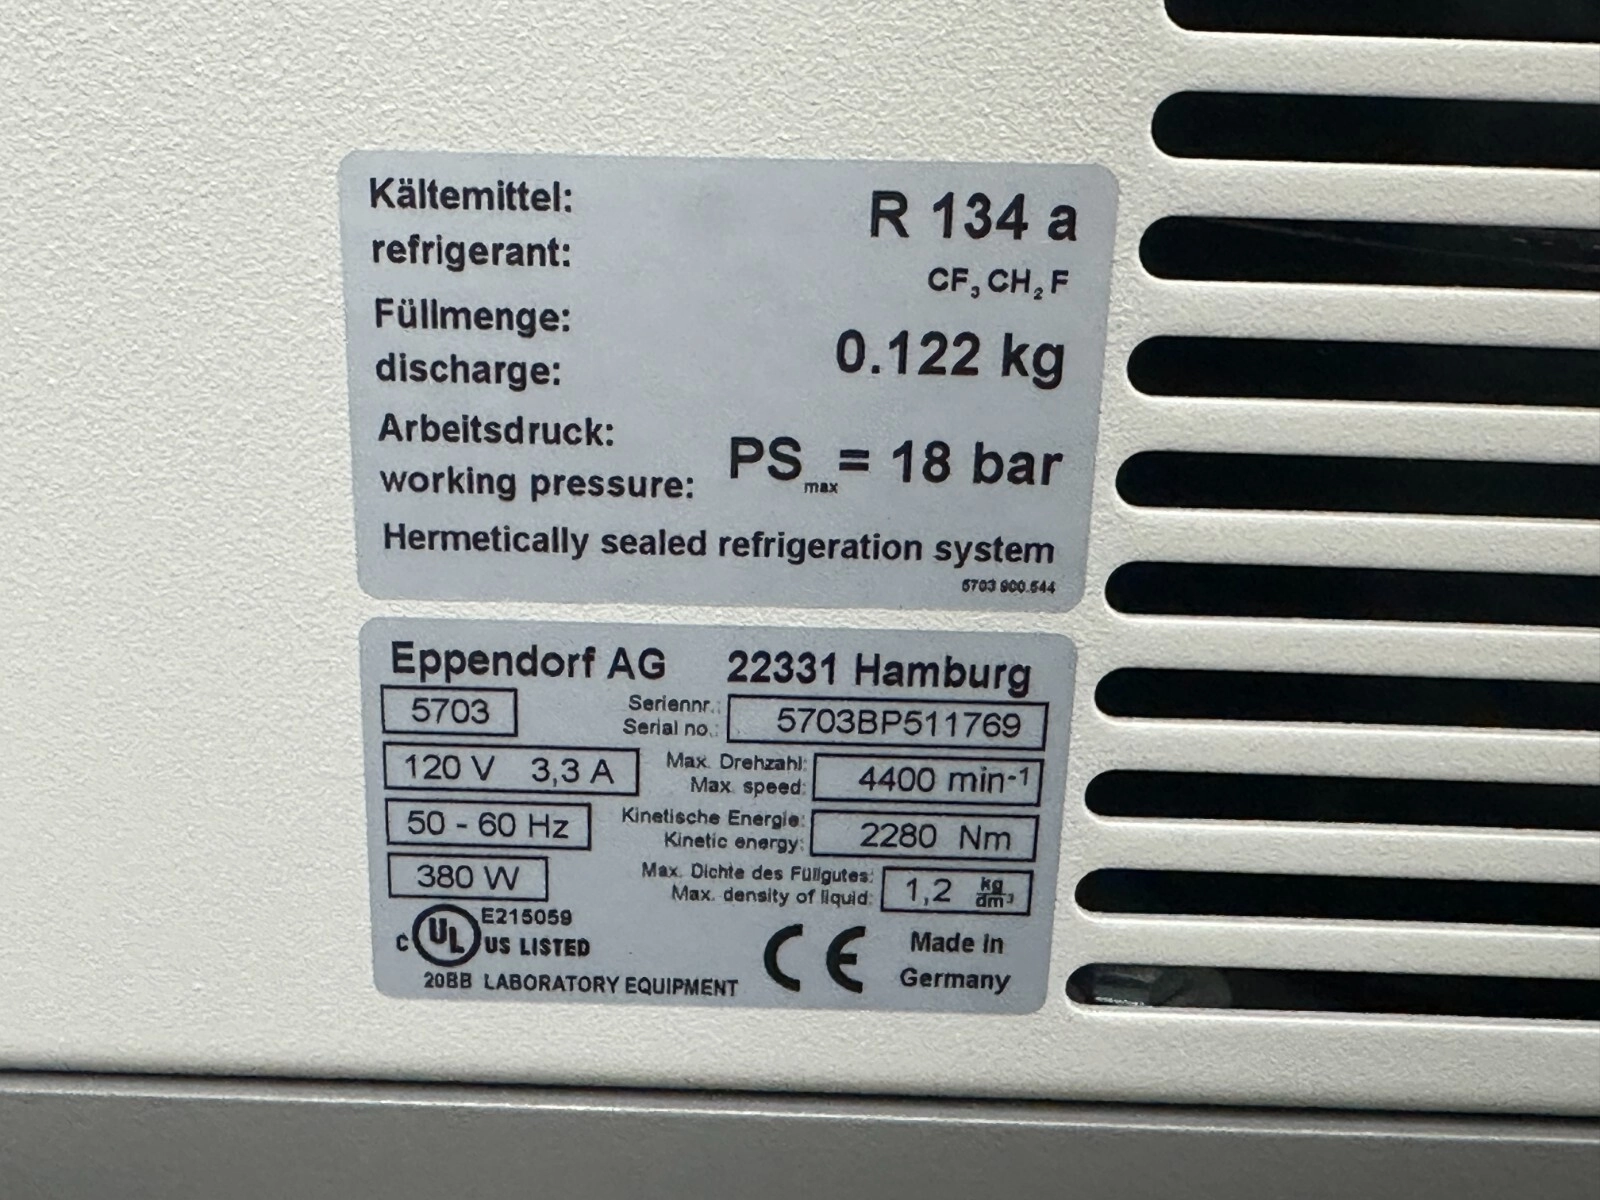 Kältemittel:
refrigerant:
R 134 a
CF₃CH₂F
Füllmenge:
discharge:
0.122 kg
Arbeitsdruck:
working pressure:
PSmax = 18 bar
Hermetically sealed refrigeration system
5703 900.544
Eppendorf AG 22331 Hamburg
5703
Seriennr.:
Serial no.:
5703BP511769
120 V 3,3 A
Max. Drehzahl:
Max. speed:
4400 min⁻¹
50 - 60 Hz
Kinetische Energie:
Kinetic energy:
2280 Nm
380 W
Max. Dichte des Füllgutes:
Max. density of liquid:
1,2 kg/dm³
E215059
C UL US LISTED
20BB LABORATORY EQUIPMENT
CE
Made in
Germany